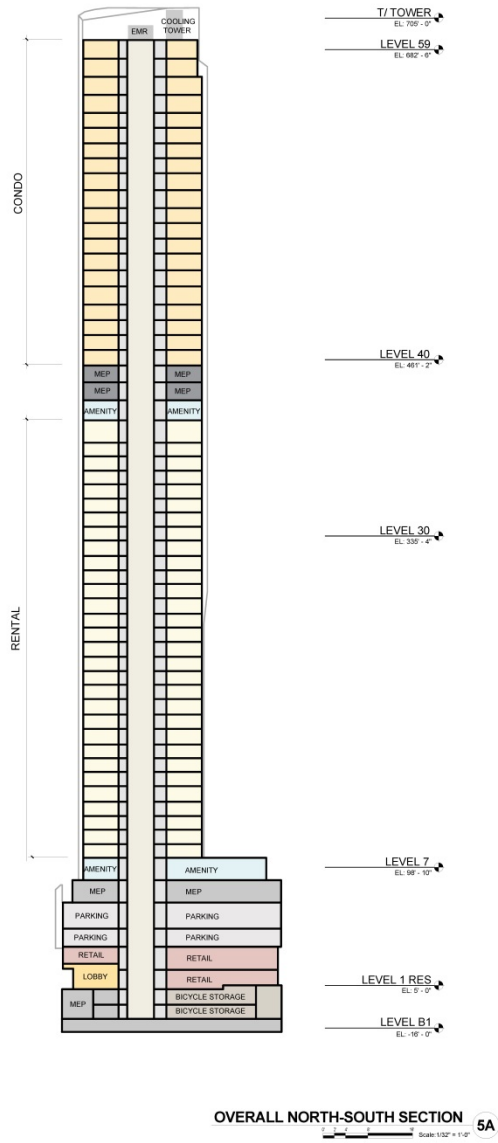 COOLING
TOWER
EMR
T/ TOWER
EL: 705' - 0"
LEVEL 59
EL: 682' - 6"
CONDO
LEVEL 40
EL: 461' - 2"
MEP MEP
MEP MEP
AMENITY AMENITY
LEVEL 30
EL: 335' - 4"
RENTAL
LEVEL 7
EL: 98' - 10"
AMENITY AMENITY
MEP MEP
PARKING PARKING
PARKING PARKING
RETAIL RETAIL
LOBBY RETAIL
LEVEL 1 RES
EL: 5' - 0"
MEP BICYCLE STORAGE
BICYCLE STORAGE
LEVEL B1
EL: -16' - 0"
OVERALL NORTH-SOUTH SECTION 5A
Scale:1/32" = 1'-0"